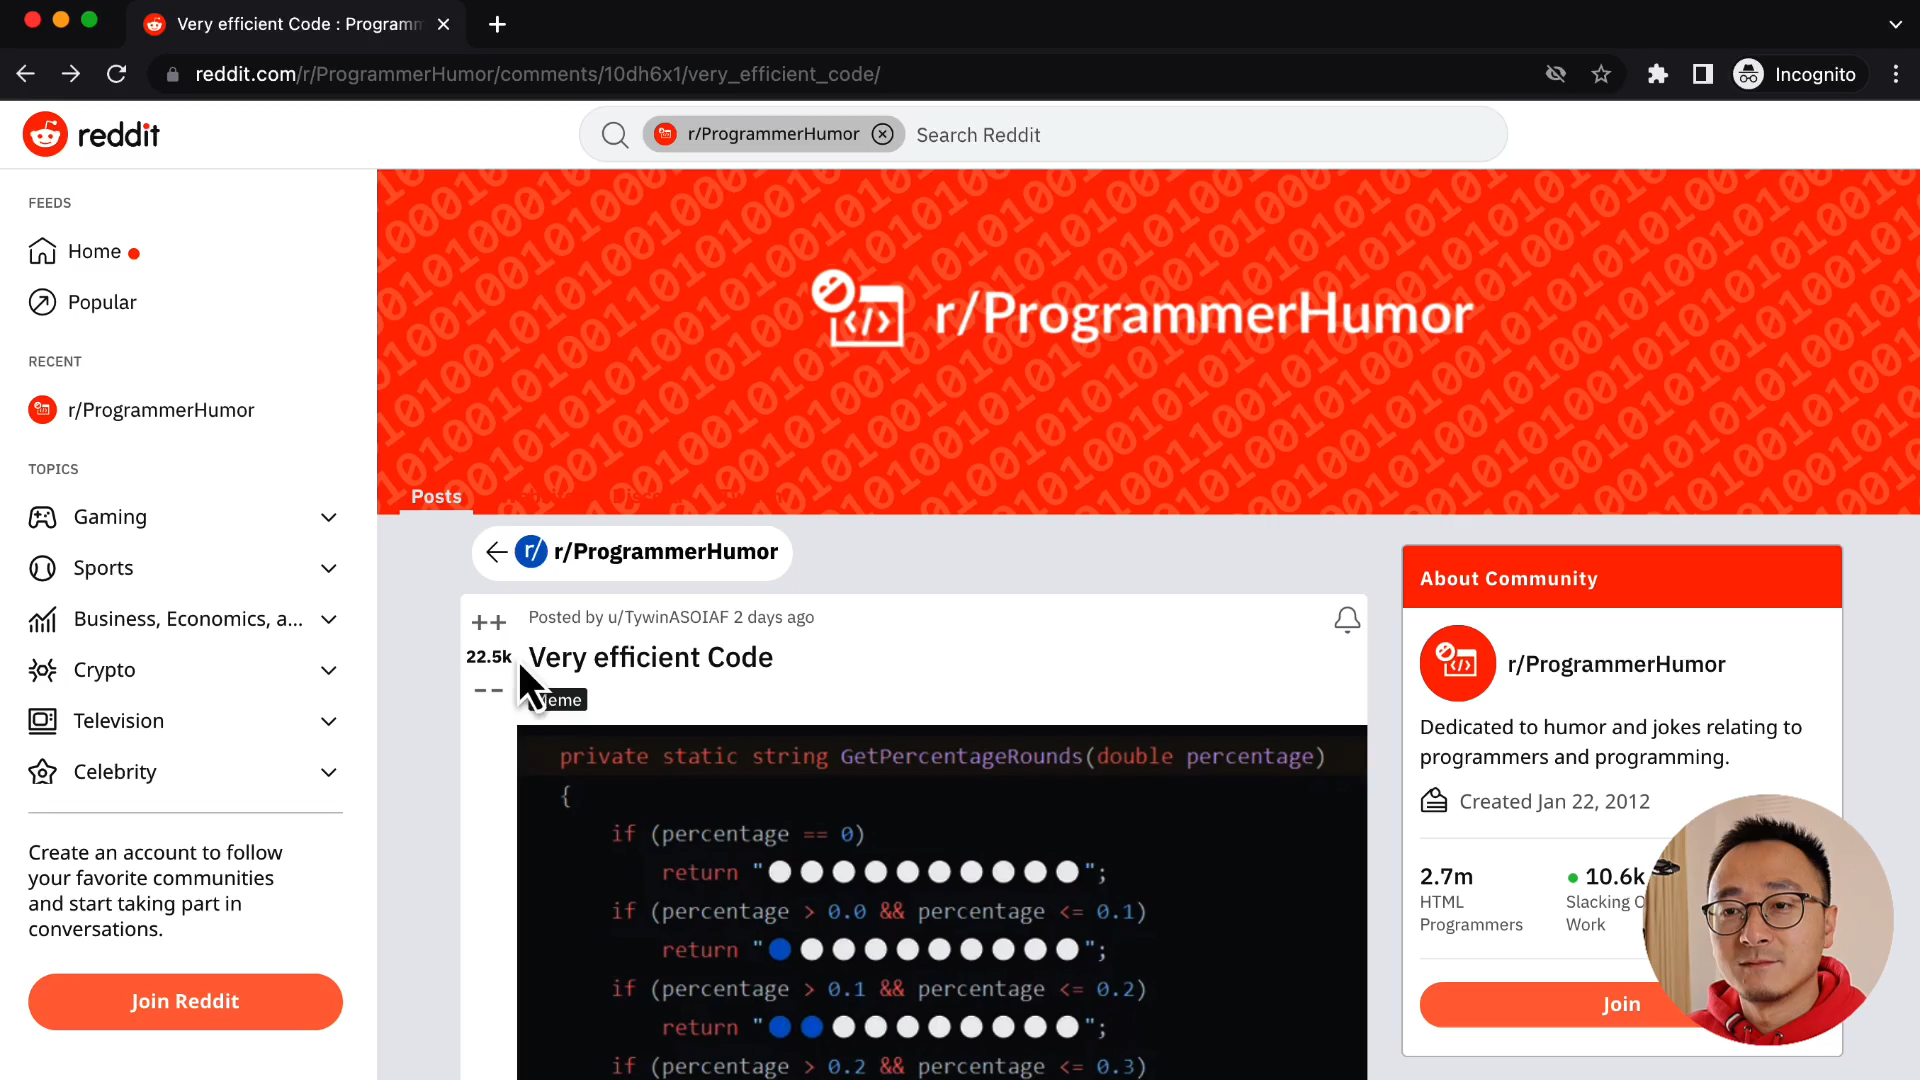 Very efficient Code : Programm
reddit.com/r/ProgrammerHumor/comments/10dh6x1/very_efficient_code/
Incognito
reddit
r/ProgrammerHumor
Search Reddit
FEEDS
Home
Popular
RECENT
r/ProgrammerHumor
TOPICS
Gaming
Sports
Business, Economics, a...
Crypto
Television
Celebrity
Create an account to follow
your favorite communities
and start taking part in
conversations.
Join Reddit
r/ProgrammerHumor
Posts
r/ProgrammerHumor
++
22.5k
--
Posted by u/TywinASOIAF 2 days ago
Very efficient Code
private static string GetPercentageRounds(double percentage)
{
if (percentage == 0)
return "⚪⚪⚪⚪⚪⚪⚪⚪⚪⚪";
if (percentage > 0.0 && percentage <= 0.1)
return "🔵⚪⚪⚪⚪⚪⚪⚪⚪⚪";
if (percentage > 0.1 && percentage <= 0.2)
return "🔵🔵⚪⚪⚪⚪⚪⚪⚪⚪";
if (percentage > 0.2 && percentage <= 0.3)
About Community
r/ProgrammerHumor
Dedicated to humor and jokes relating to
programmers and programming.
Created Jan 22, 2012
2.7m
HTML
Programmers
10.6k
Slacking
Work
Join